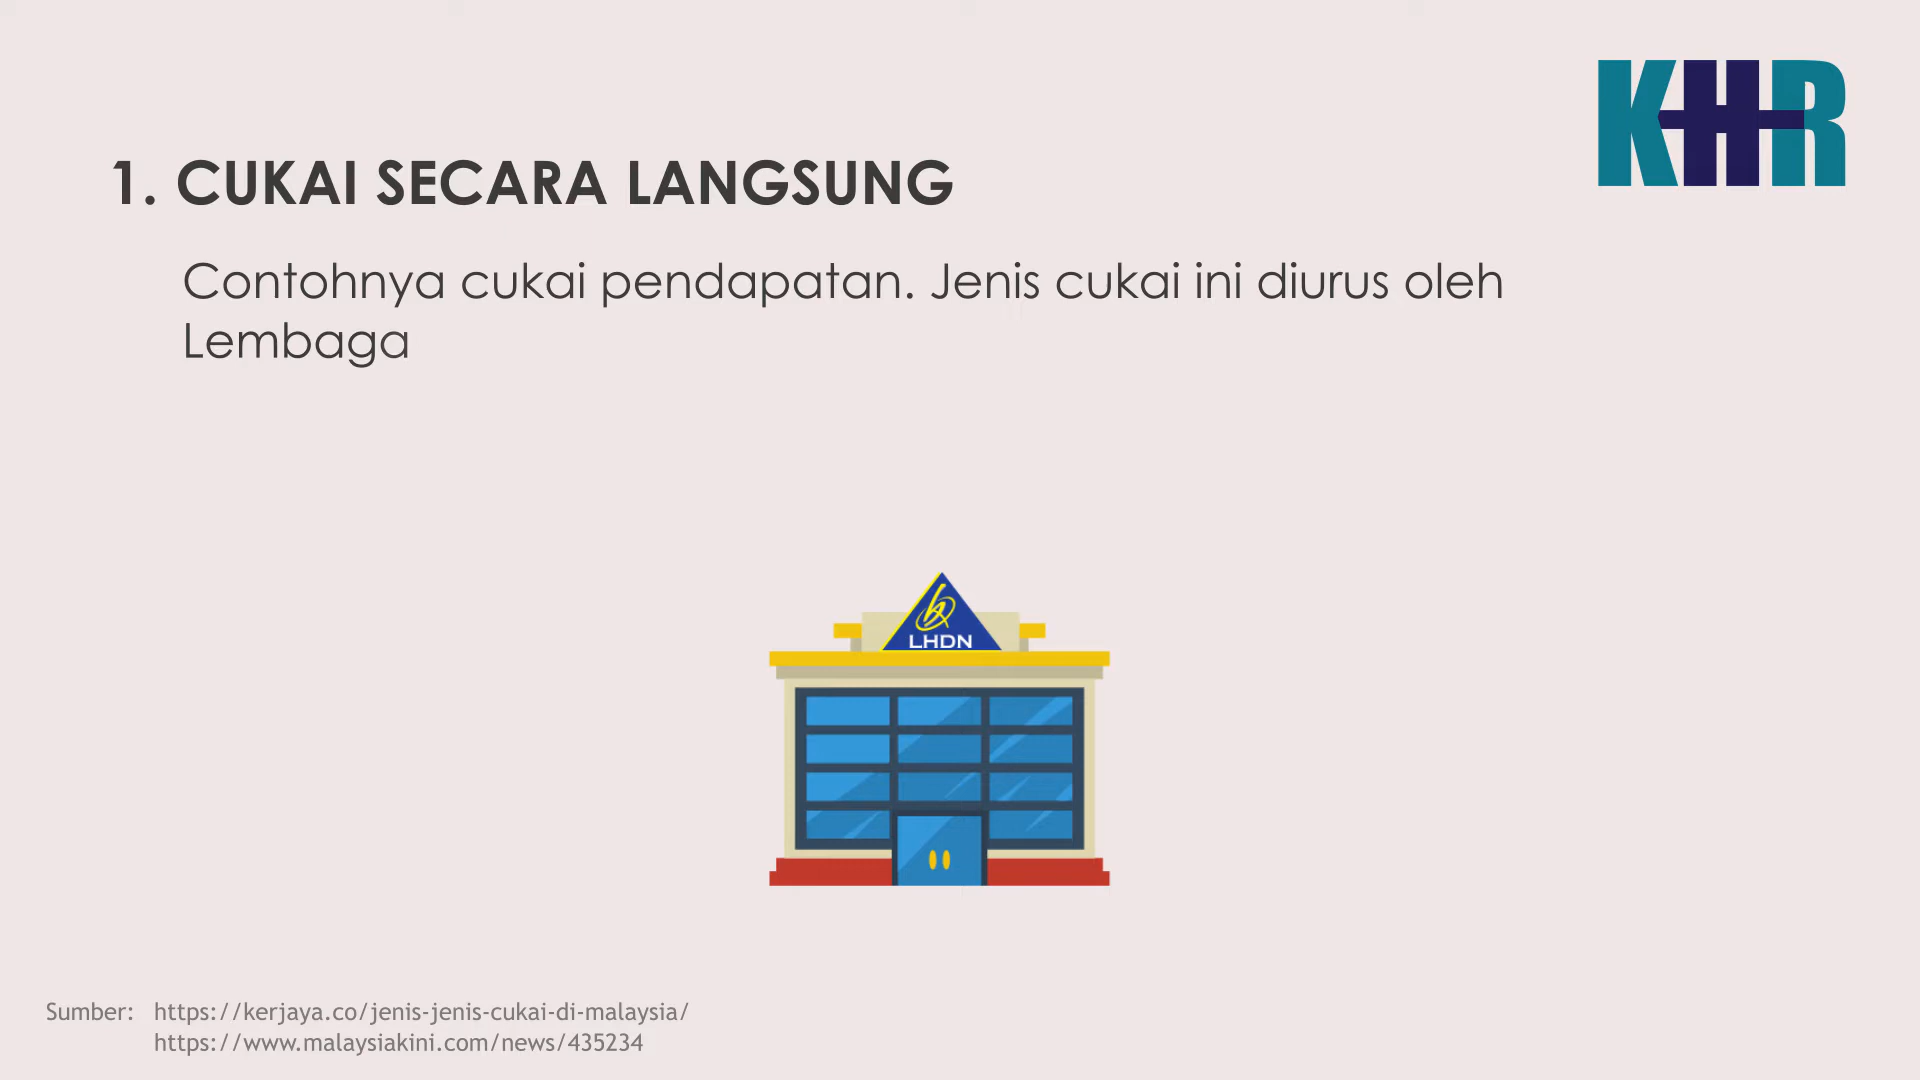 KHR
1. CUKAI SECARA LANGSUNG
Contohnya cukai pendapatan. Jenis cukai ini diurus oleh
Lembaga
LHDN
Sumber: https://kerjaya.co/jenis-jenis-cukai-di-malaysia/
https://www.malaysiakini.com/news/435234